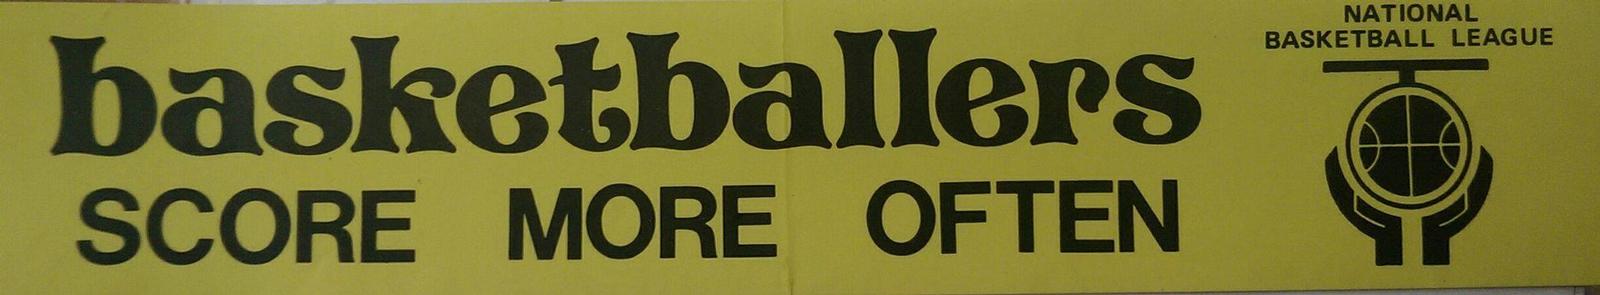 basketballers
SCORE MORE OFTEN
NATIONAL
BASKETBALL LEAGUE